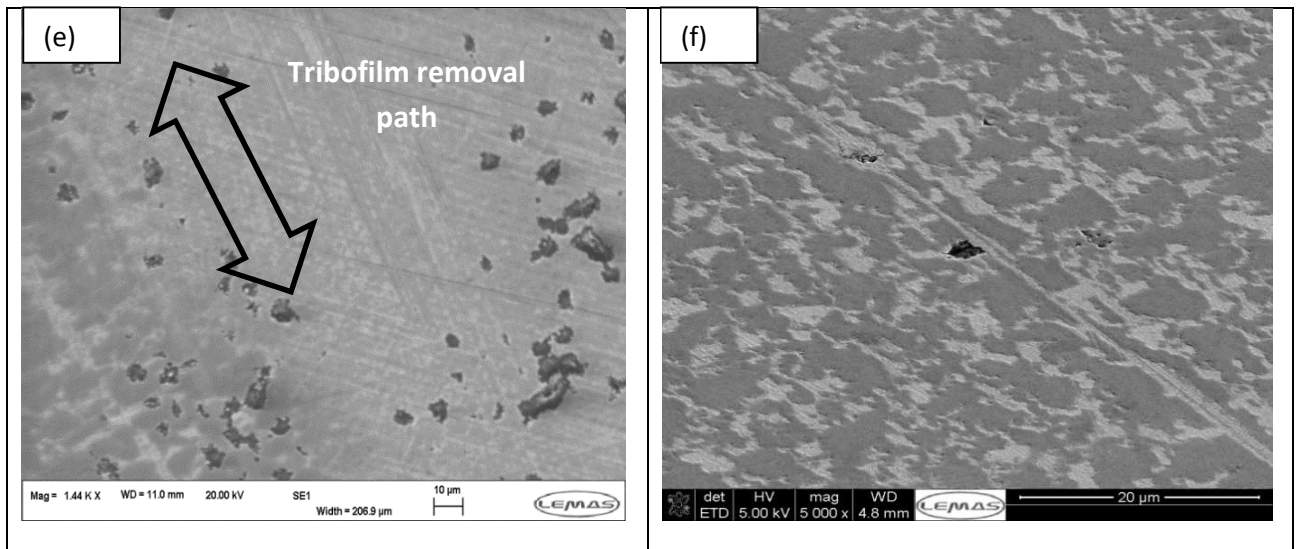 (e)
Tribofilm removal
path
Mag = 1.44 K X WD = 11.0 mm 20.00 kV SE1 10 µm
Width = 206.9 µm
LEMAS
(f)
det HV mag WD
ETD 5.00 kV 5 000 x 4.8 mm
LEMAS
20 µm